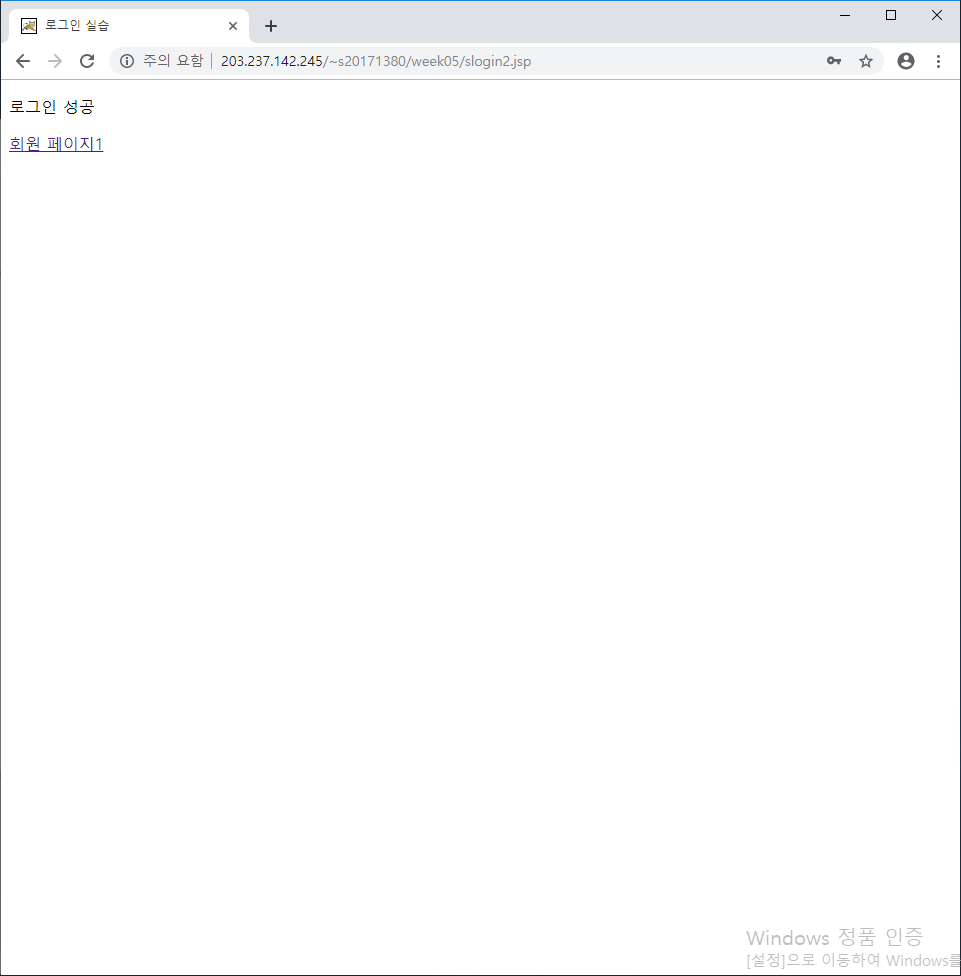 로그인 실습
주의 요함 | 203.237.142.245/~s20171380/week05/slogin2.jsp
로그인 성공
회원 페이지1
Windows 정품 인증
[설정]으로 이동하여 Windows를